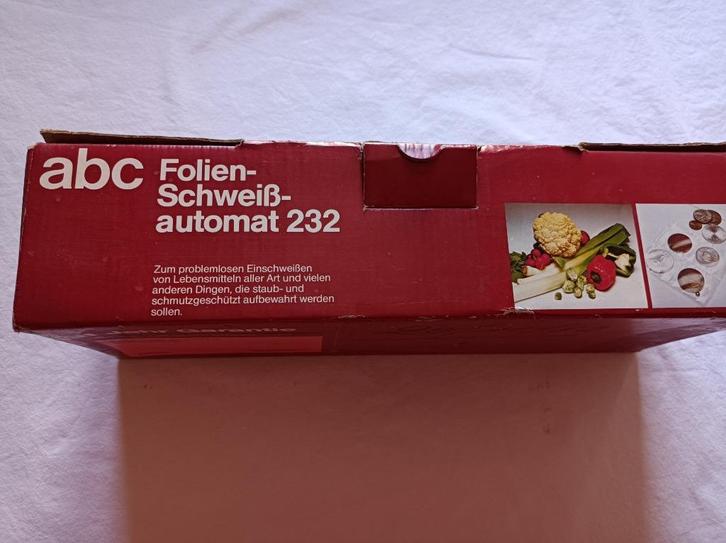 abc
Folien-
Schweiß-
automat 232
Zum problemlosen Einschweißen
von Lebensmitteln aller Art und vielen
anderen Dingen, die staub- und
schmutzgeschützt aufbewahrt werden
sollen.
Garantie